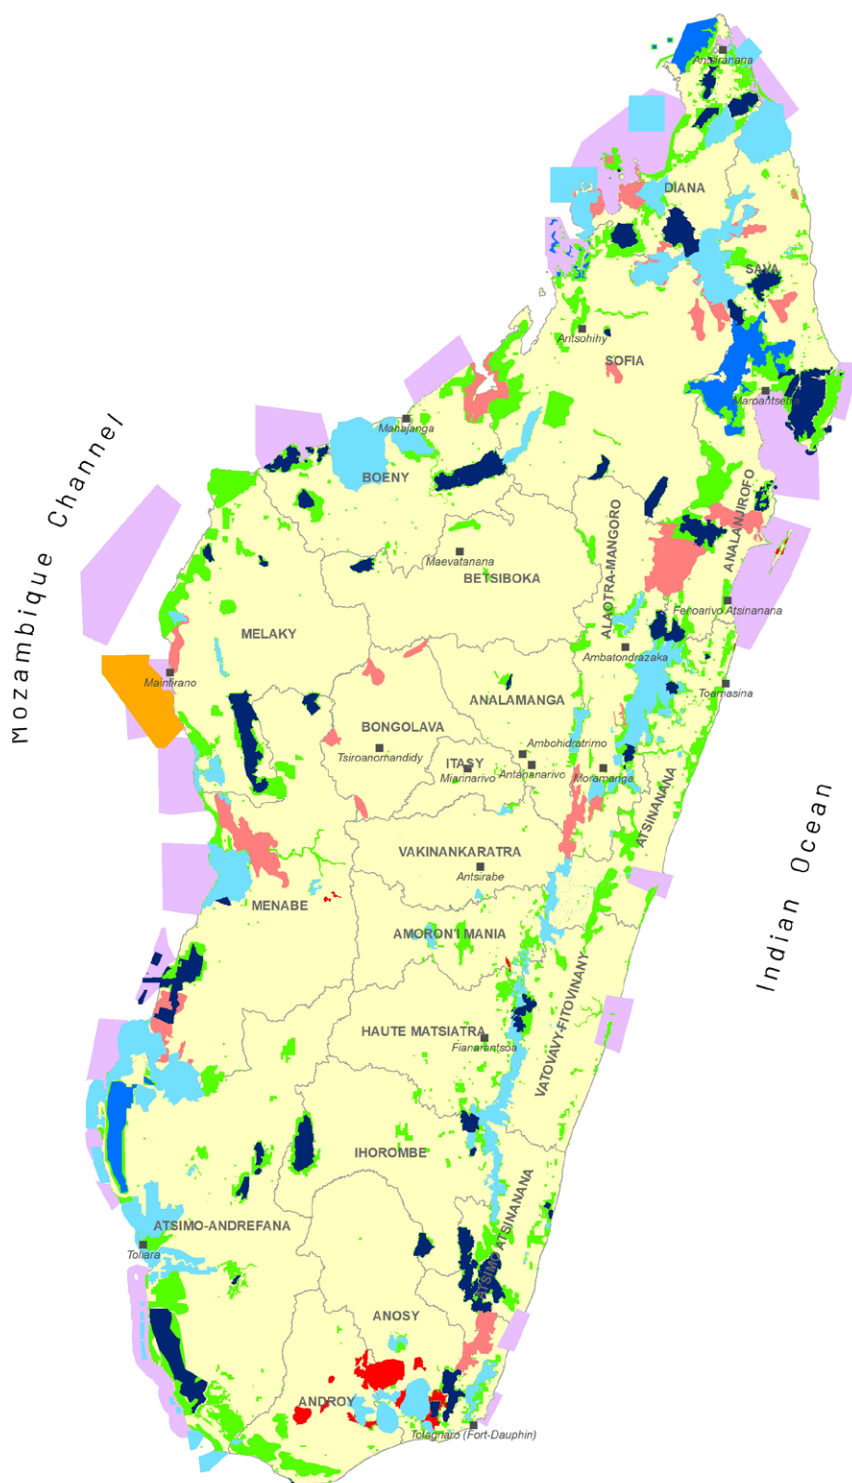 Antsiranana
DIANA
SAVA
Antsohihy
SOFIA
Maroantsetra
Mahajanga
BOENY
Mozambique Channel
ANALANJIROFO
ALAOTRA-MANGORO
Maevatanana
BETSIBOKA
Fenoarivo Atsinanana
MELAKY
Ambatondrazaka
Maintirano
Toamasina
ANALAMANGA
BONGOLAVA
Ambohidratrimo
Tsiroanomandidy
ITASY
Miarinarivo
Antananarivo
Moramanga
ATSINANANA
Indian Ocean
VAKINANKARATRA
Antsirabe
MENABE
AMORON'I MANIA
VATOVAVY-FITOVINANY
HAUTE MATSIATRA
Fianarantsoa
IHOROMBE
ATSIMO-ANDREFANA
ATSIMO ATSINANANA
Toliara
ANOSY
ANDROY
Tolagnaro (Fort-Dauphin)